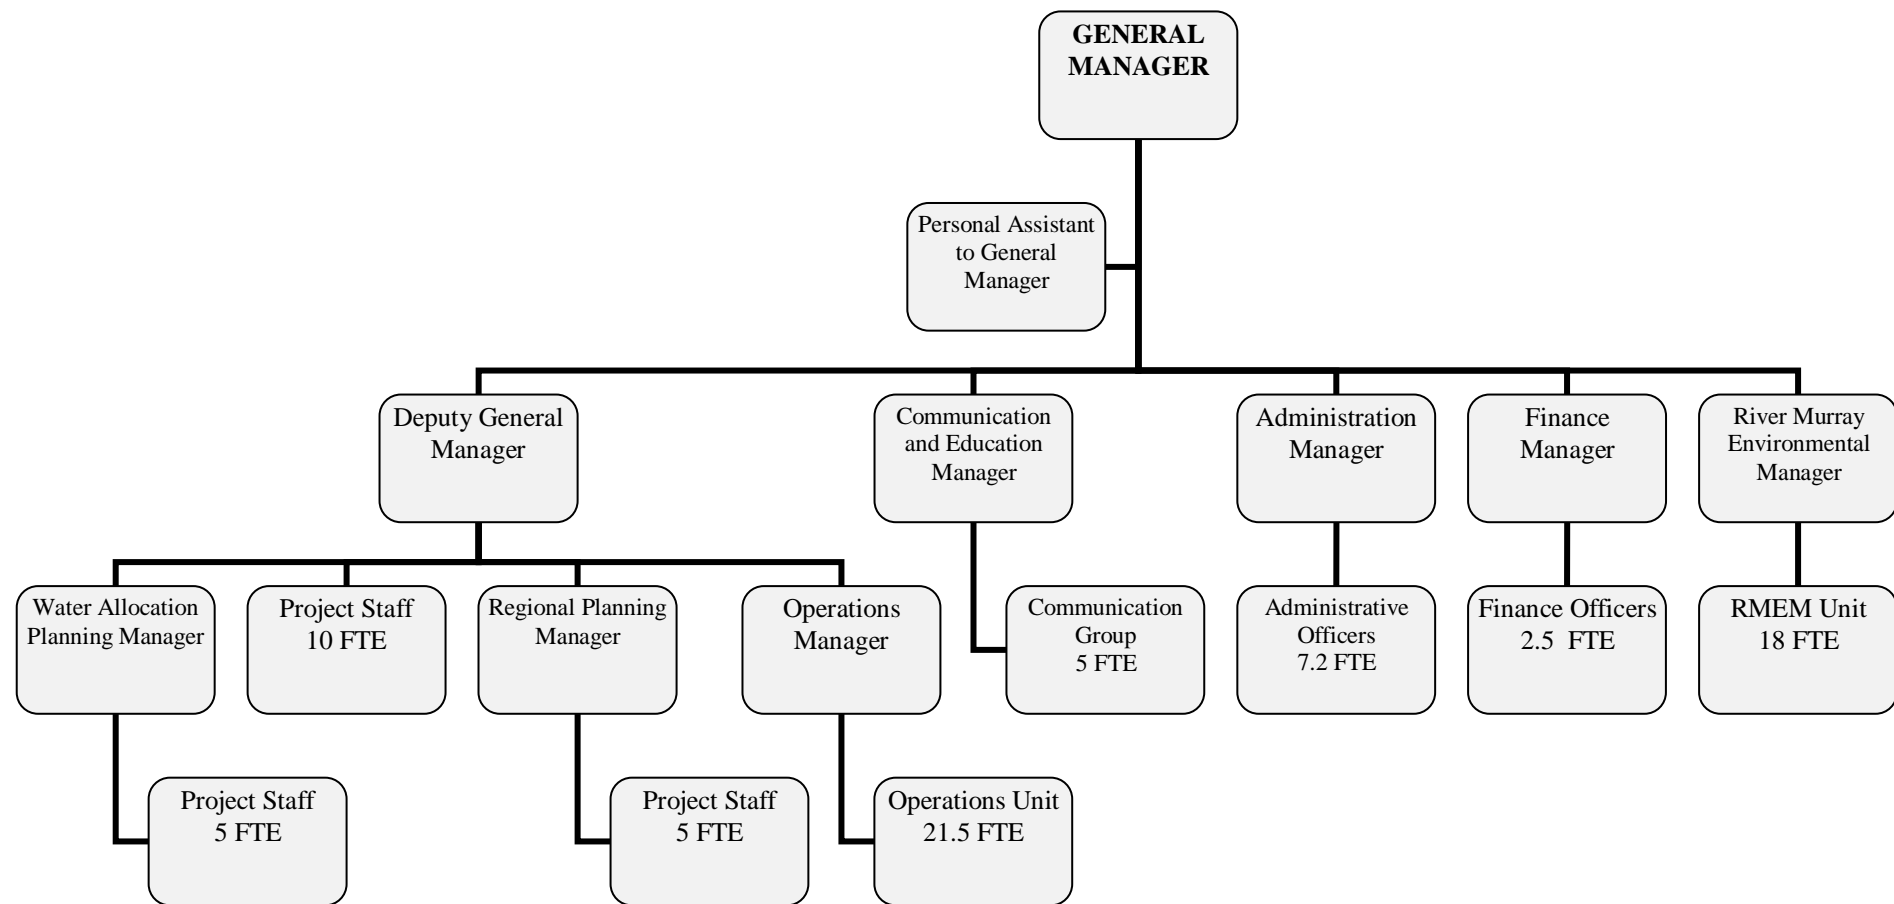 GENERAL
MANAGER
Personal Assistant
to General
Manager
Deputy General
Manager
Communication
and Education
Manager
Administration
Manager
Finance
Manager
River Murray
Environmental
Manager
Water Allocation
Planning Manager
Project Staff
10 FTE
Regional Planning
Manager
Operations
Manager
Communication
Group
5 FTE
Administrative
Officers
7.2 FTE
Finance Officers
2.5  FTE
RMEM Unit
18 FTE
Project Staff
5 FTE
Project Staff
5 FTE
Operations Unit
21.5 FTE